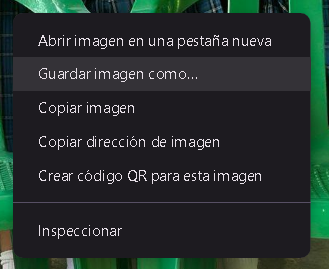 Abrir imagen en una pestaña nueva
Guardar imagen como...
Copiar imagen
Copiar dirección de imagen
Crear código QR para esta imagen
Inspeccionar